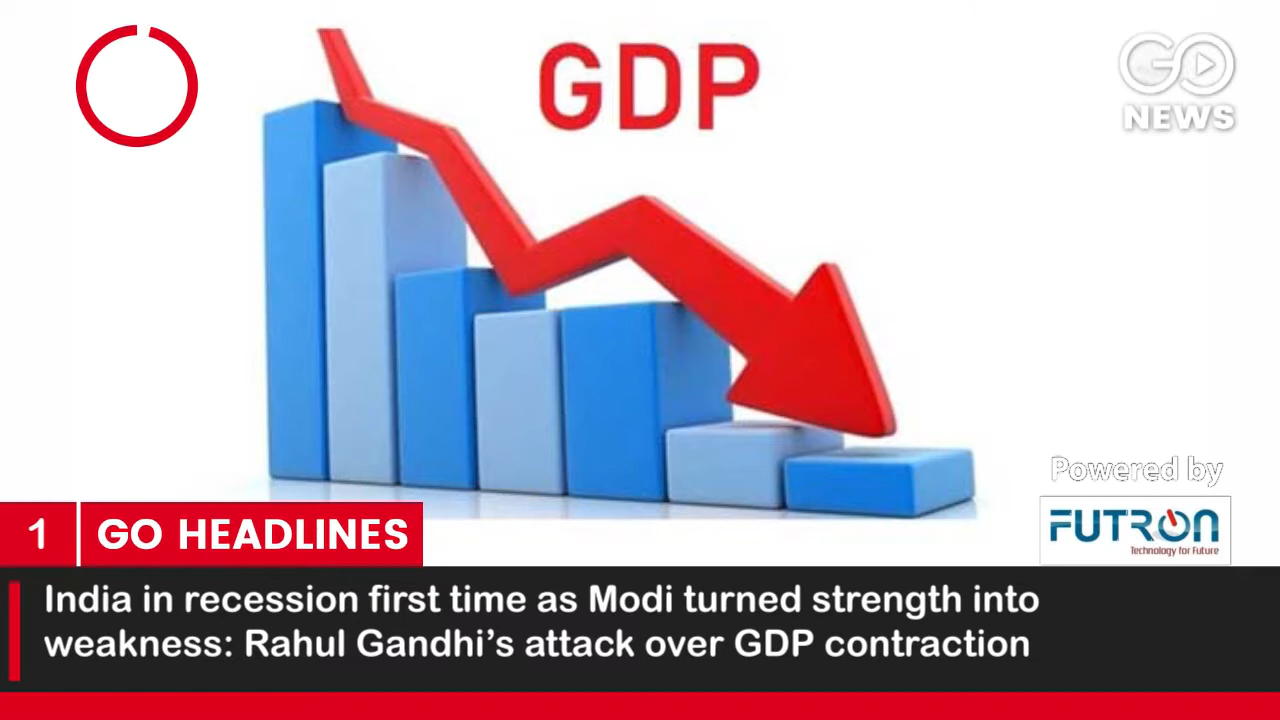 GDP
GO
NEWS
Powered by
FUTRON
Technology for Future
1 GO HEADLINES
India in recession first time as Modi turned strength into
weakness: Rahul Gandhi’s attack over GDP contraction